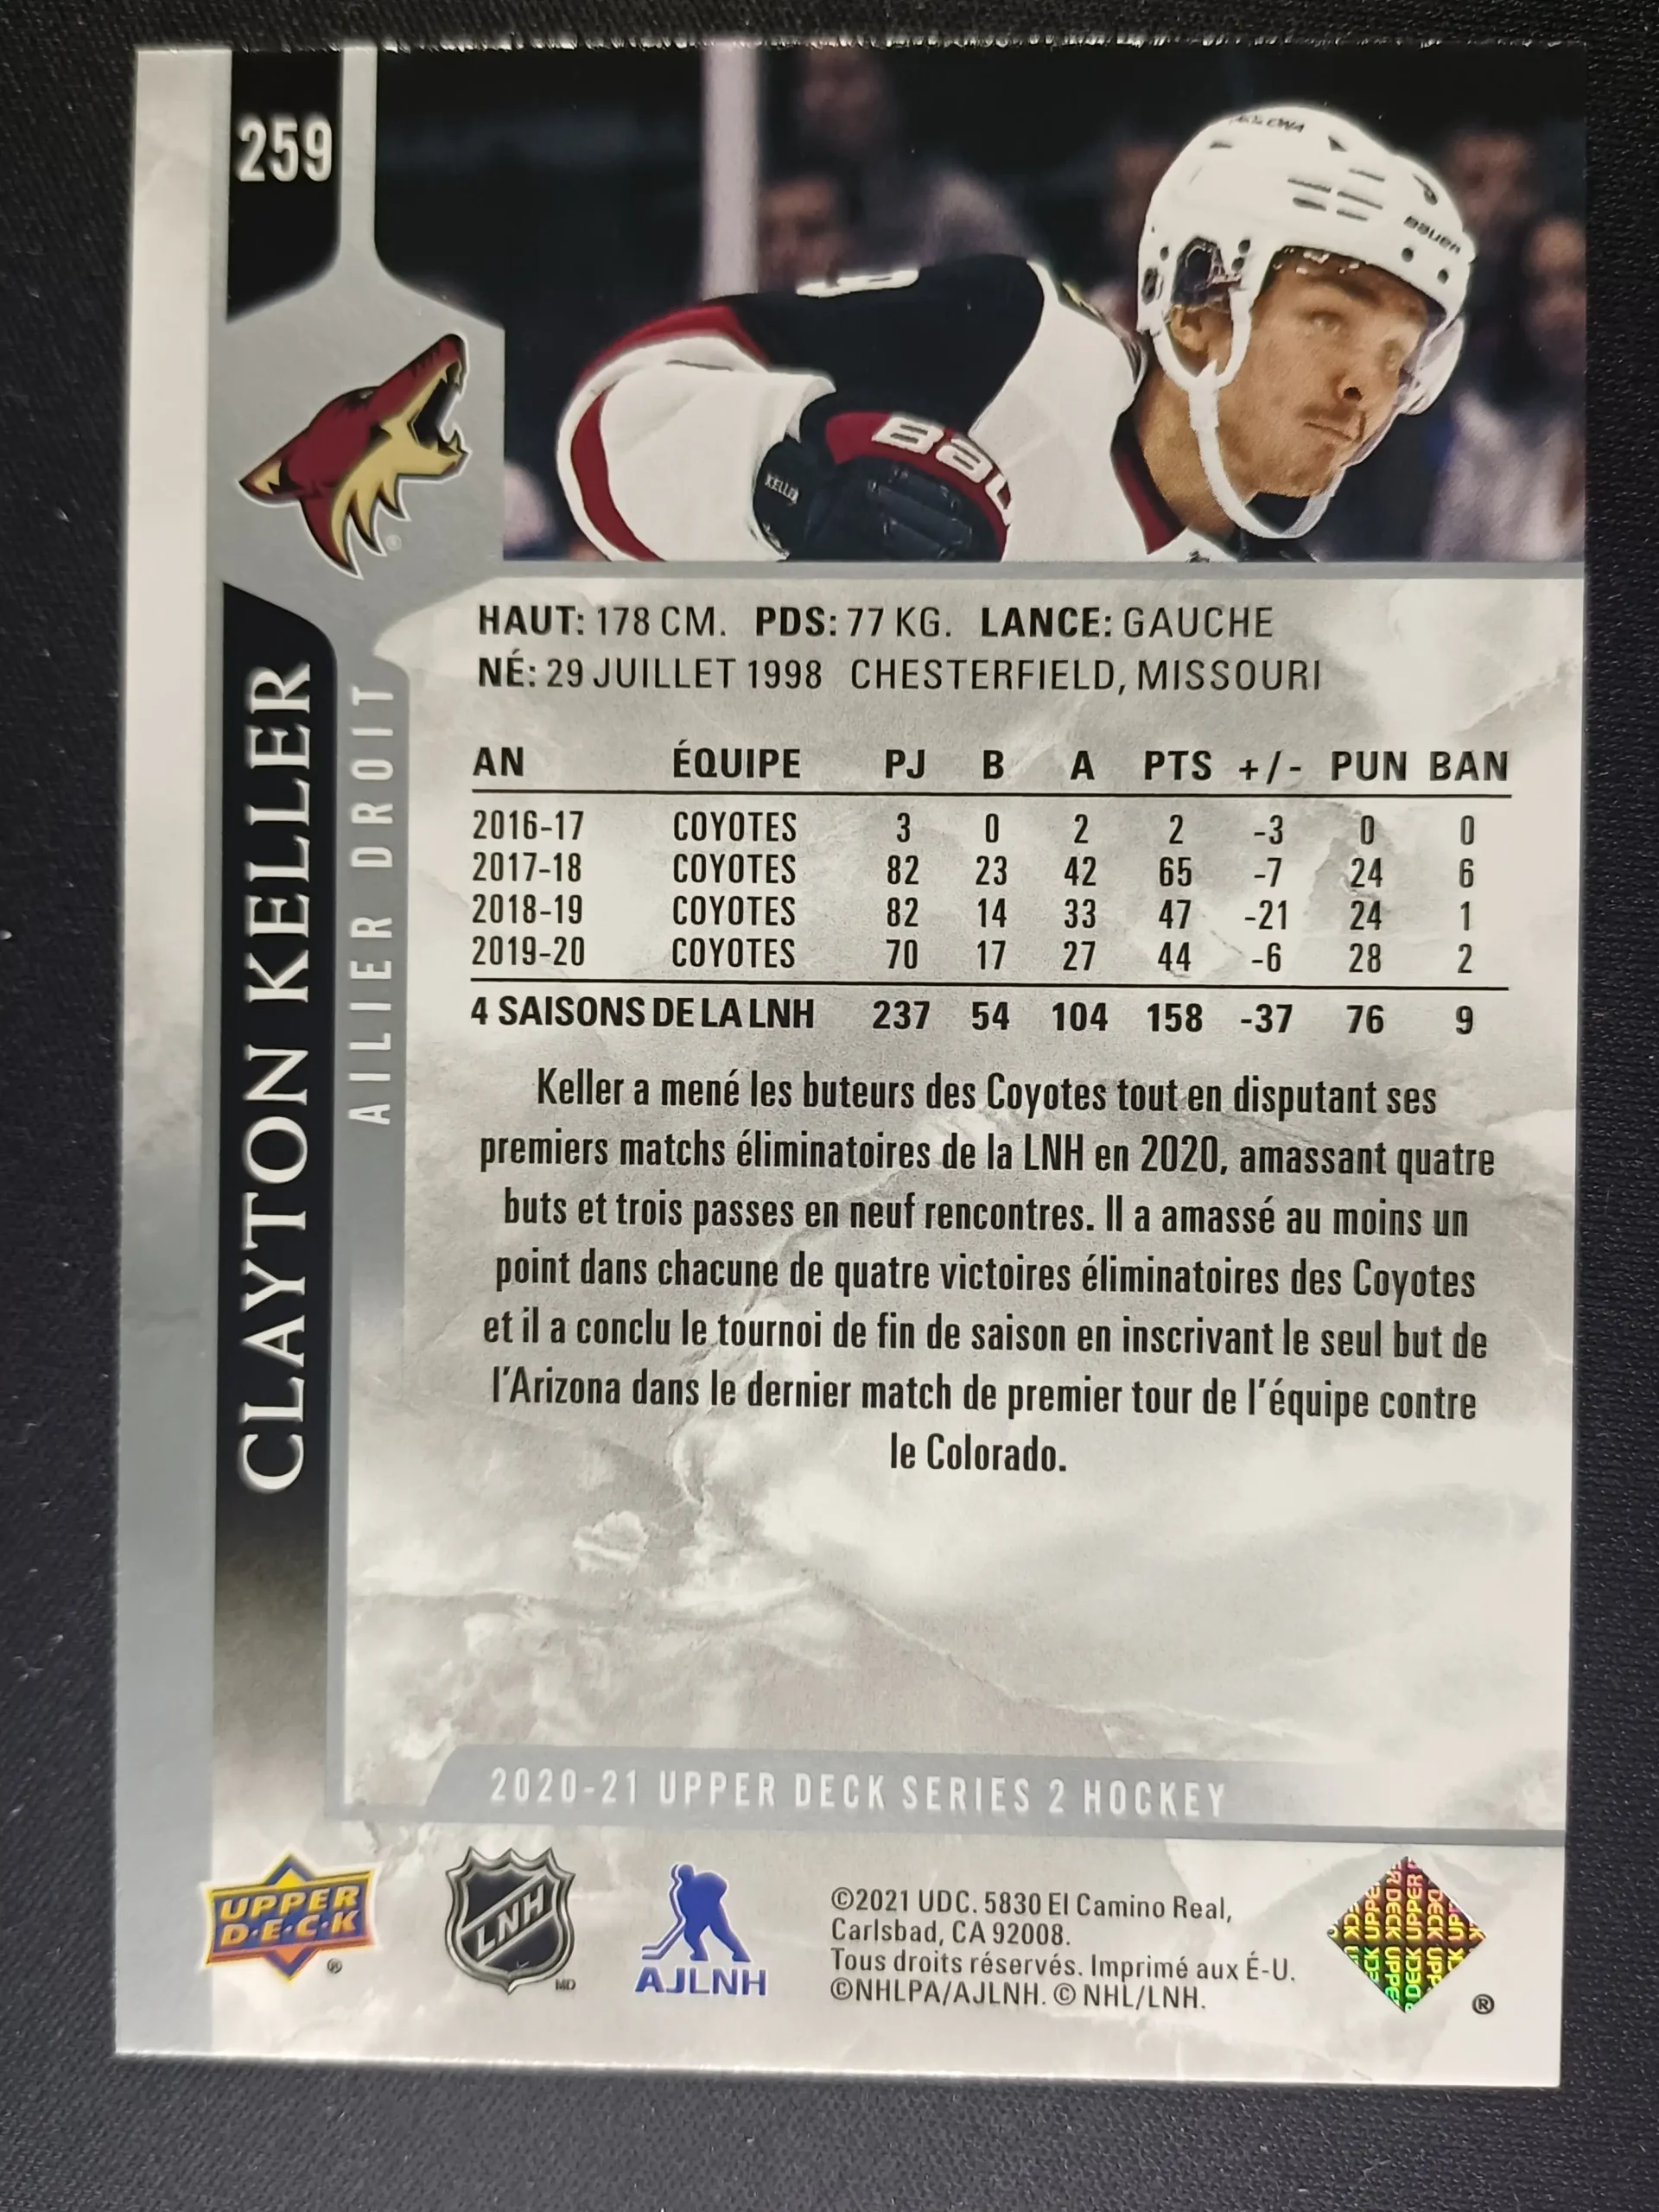 259
Bauer
BAU
KELLER
CLAYTON KELLER
AILIER DROIT
HAUT: 178 CM. PDS: 77 KG. LANCE: GAUCHE
NÉ: 29 JUILLET 1998 CHESTERFIELD, MISSOURI
AN ÉQUIPE PJ B A PTS +/- PUN BAN
2016-17 COYOTES 3 0 2 2 -3 0 0
2017-18 COYOTES 82 23 42 65 -7 24 6
2018-19 COYOTES 82 14 33 47 -21 24 1
2019-20 COYOTES 70 17 27 44 -6 28 2
4 SAISONS DE LA LNH 237 54 104 158 -37 76 9
Keller a mené les buteurs des Coyotes tout en disputant ses
premiers matchs éliminatoires de la LNH en 2020, amassant quatre
buts et trois passes en neuf rencontres. Il a amassé au moins un
point dans chacune de quatre victoires éliminatoires des Coyotes
et il a conclu le tournoi de fin de saison en inscrivant le seul but de
l'Arizona dans le dernier match de premier tour de l'équipe contre
le Colorado.
2020-21 UPPER DECK SERIES 2 HOCKEY
UPPER
D·E·C·K
®
LNH
MD
AJLNH
©2021 UDC. 5830 El Camino Real,
Carlsbad, CA 92008.
Tous droits réservés. Imprimé aux É-U.
©NHLPA/AJLNH. © NHL/LNH.
UPPER DECK
®